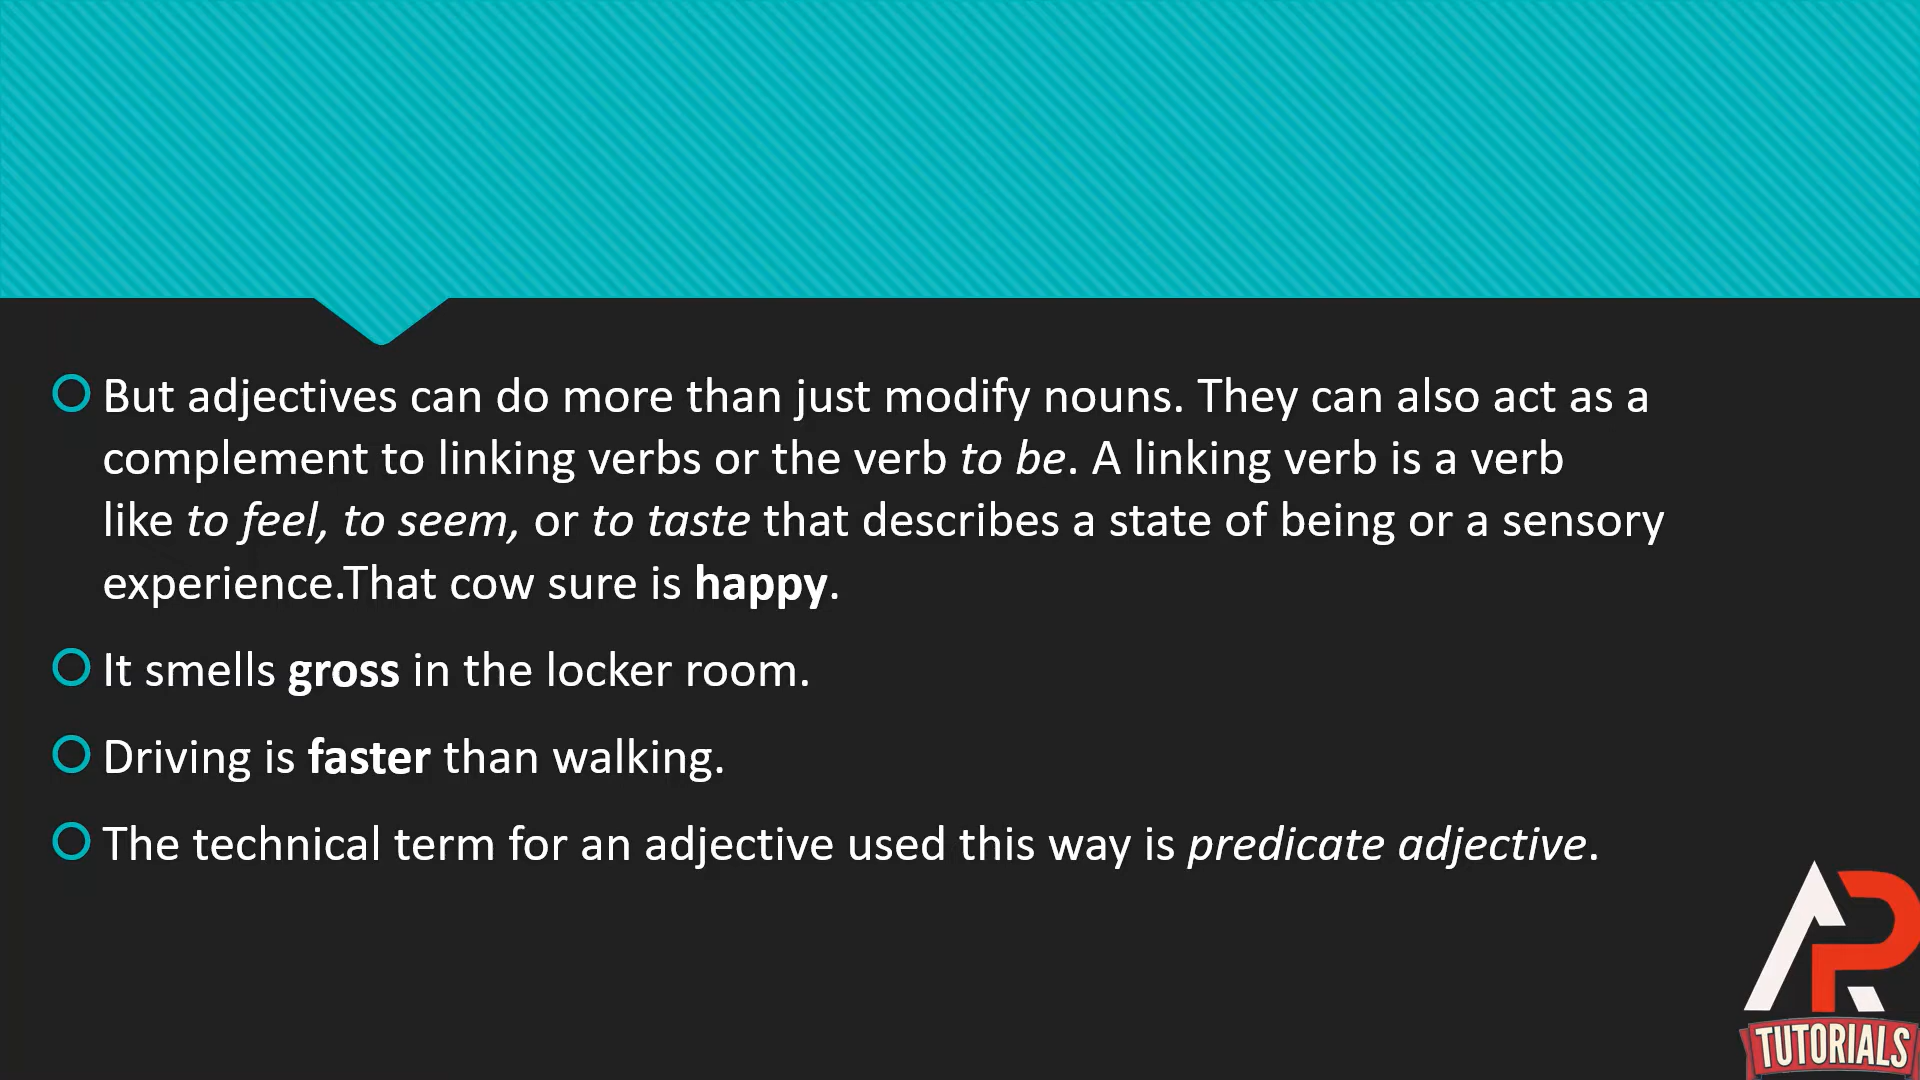 But adjectives can do more than just modify nouns. They can also act as a
complement to linking verbs or the verb to be. A linking verb is a verb
like to feel, to seem, or to taste that describes a state of being or a sensory
experience.That cow sure is happy.
It smells gross in the locker room.
Driving is faster than walking.
The technical term for an adjective used this way is predicate adjective.
AP
TUTORIALS